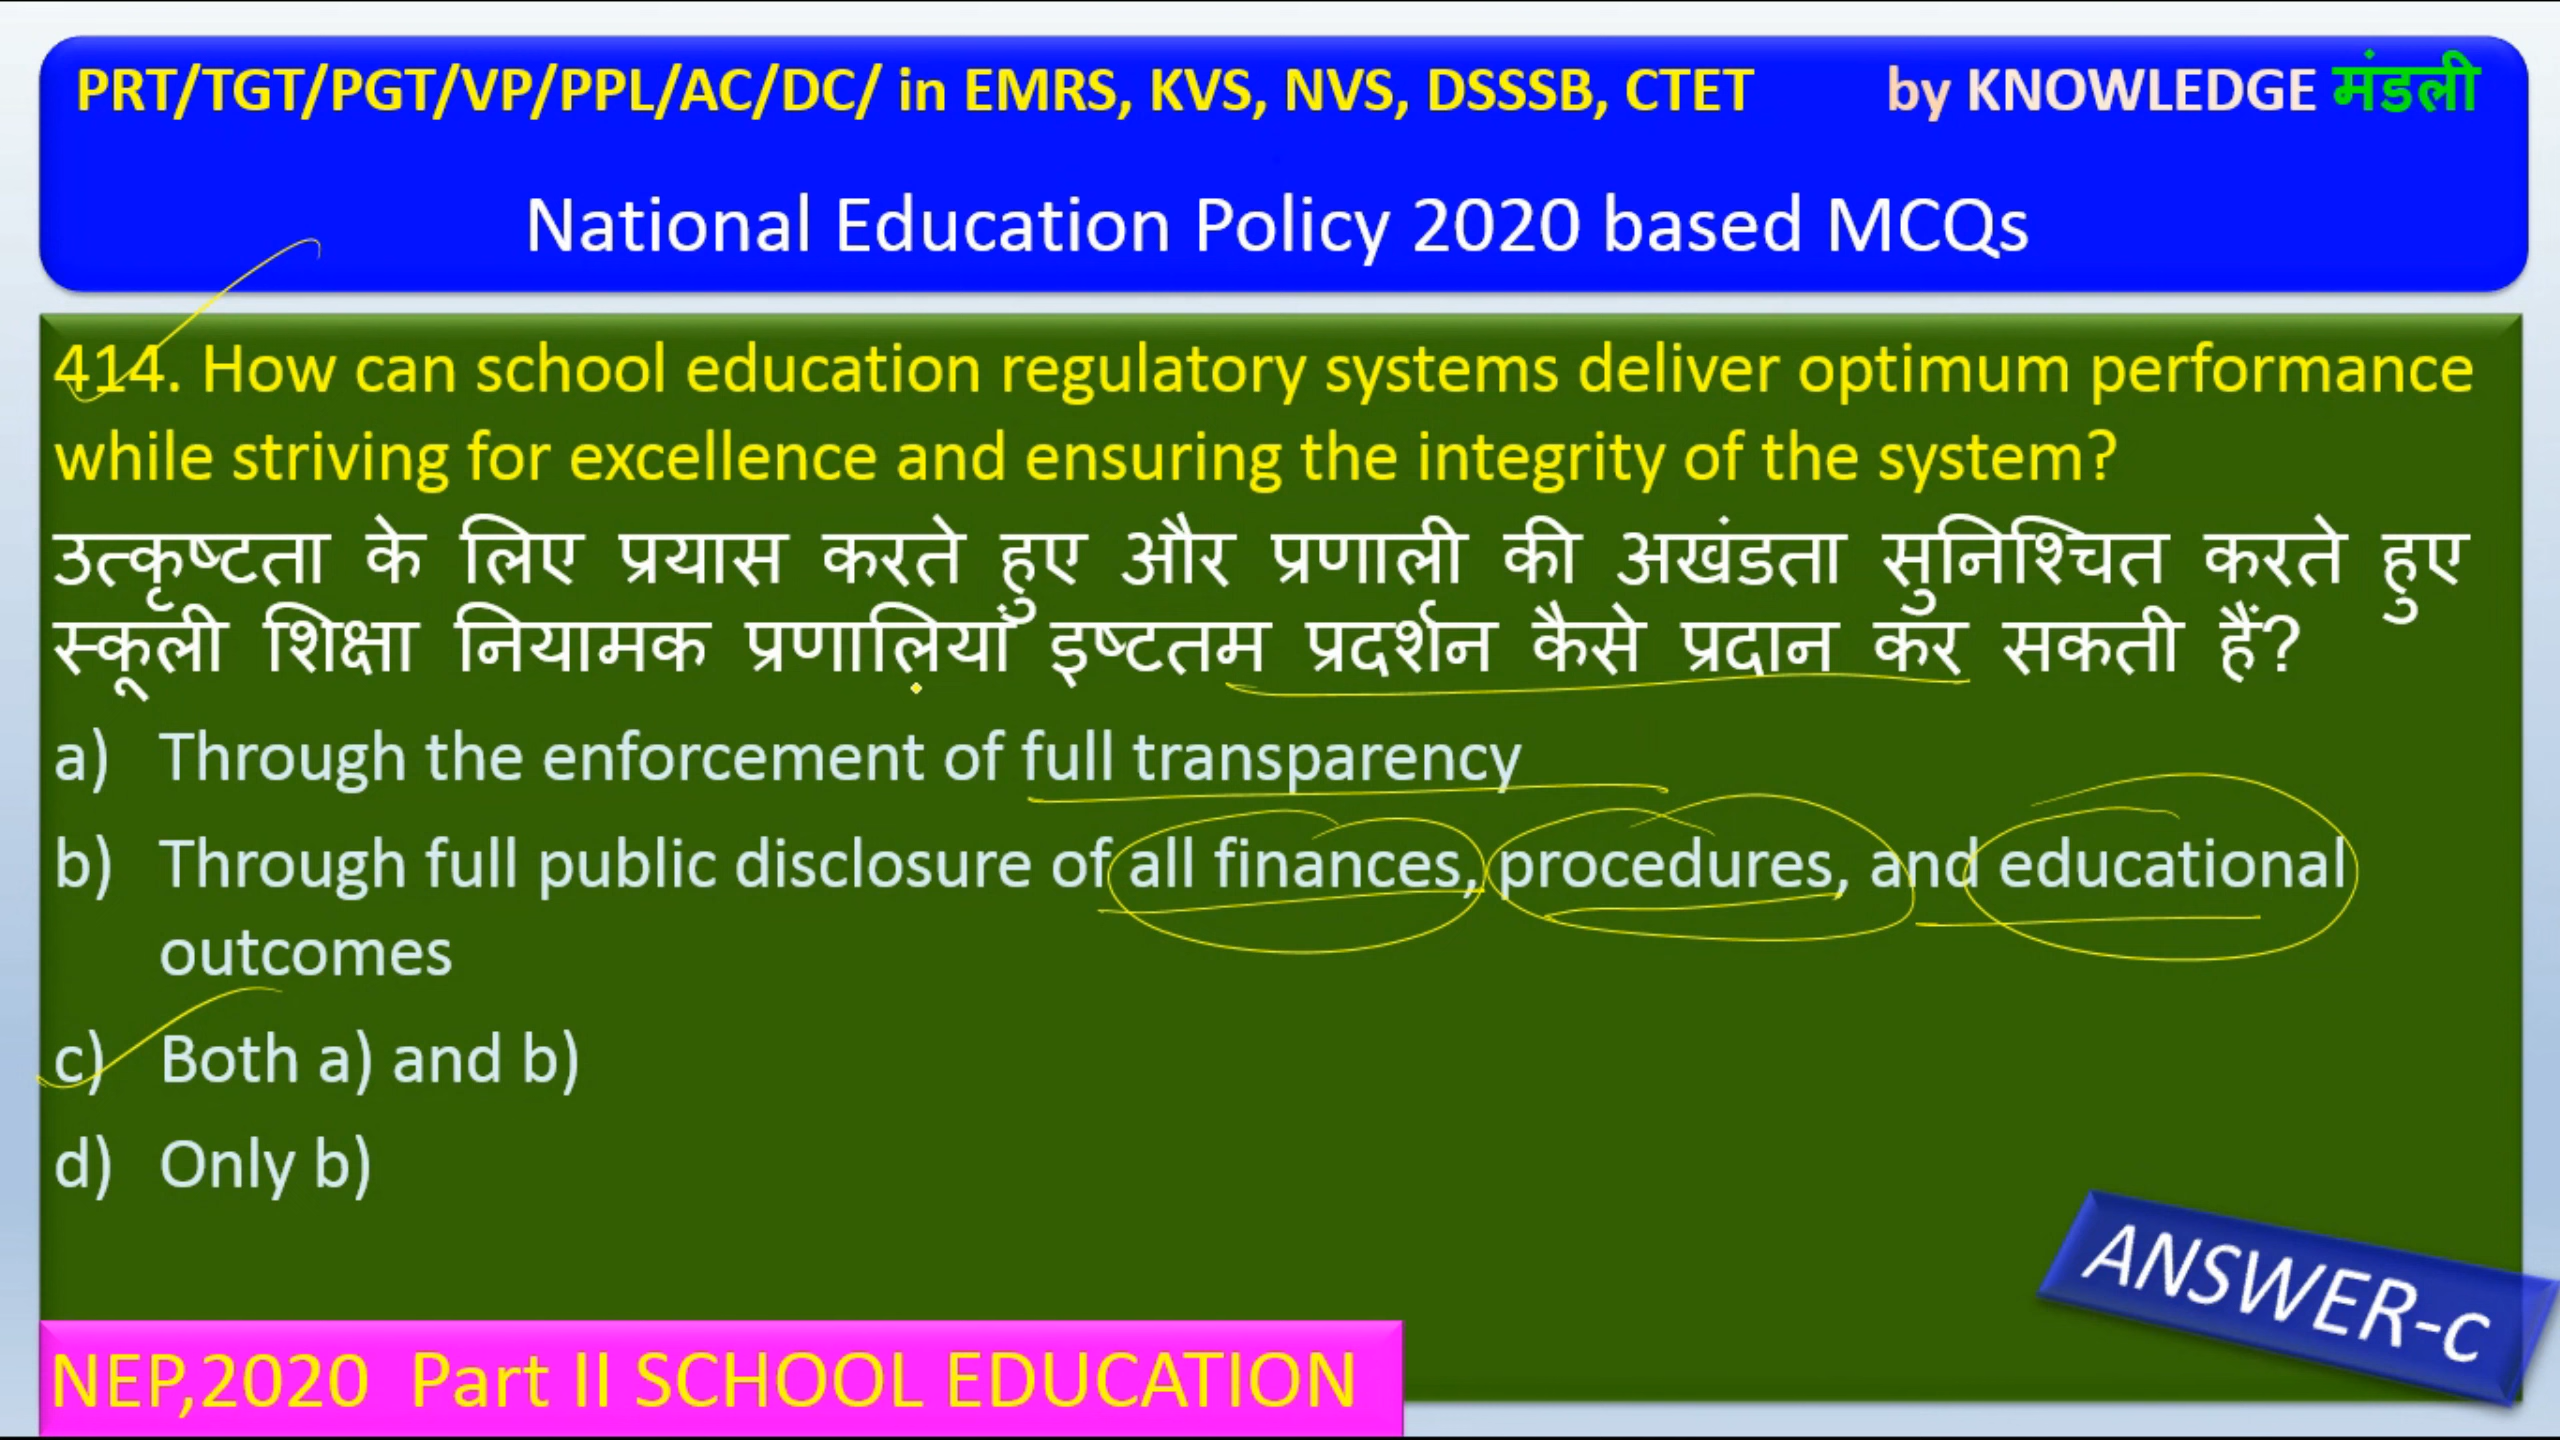 PRT/TGT/PGT/VP/PPL/AC/DC/ in EMRS, KVS, NVS, DSSSB, CTET by KNOWLEDGE मंडली
National Education Policy 2020 based MCQs
414. How can school education regulatory systems deliver optimum performance
while striving for excellence and ensuring the integrity of the system?
उत्कृष्टता के लिए प्रयास करते हुए और प्रणाली की अखंडता सुनिश्चित करते हुए
स्कूली शिक्षा नियामक प्रणालियां इष्टतम प्रदर्शन कैसे प्रदान कर सकती हैं?
a) Through the enforcement of full transparency
b) Through full public disclosure of all finances, procedures, and educational
outcomes
c) Both a) and b)
d) Only b)
ANSWER-c
NEP,2020 Part II SCHOOL EDUCATION